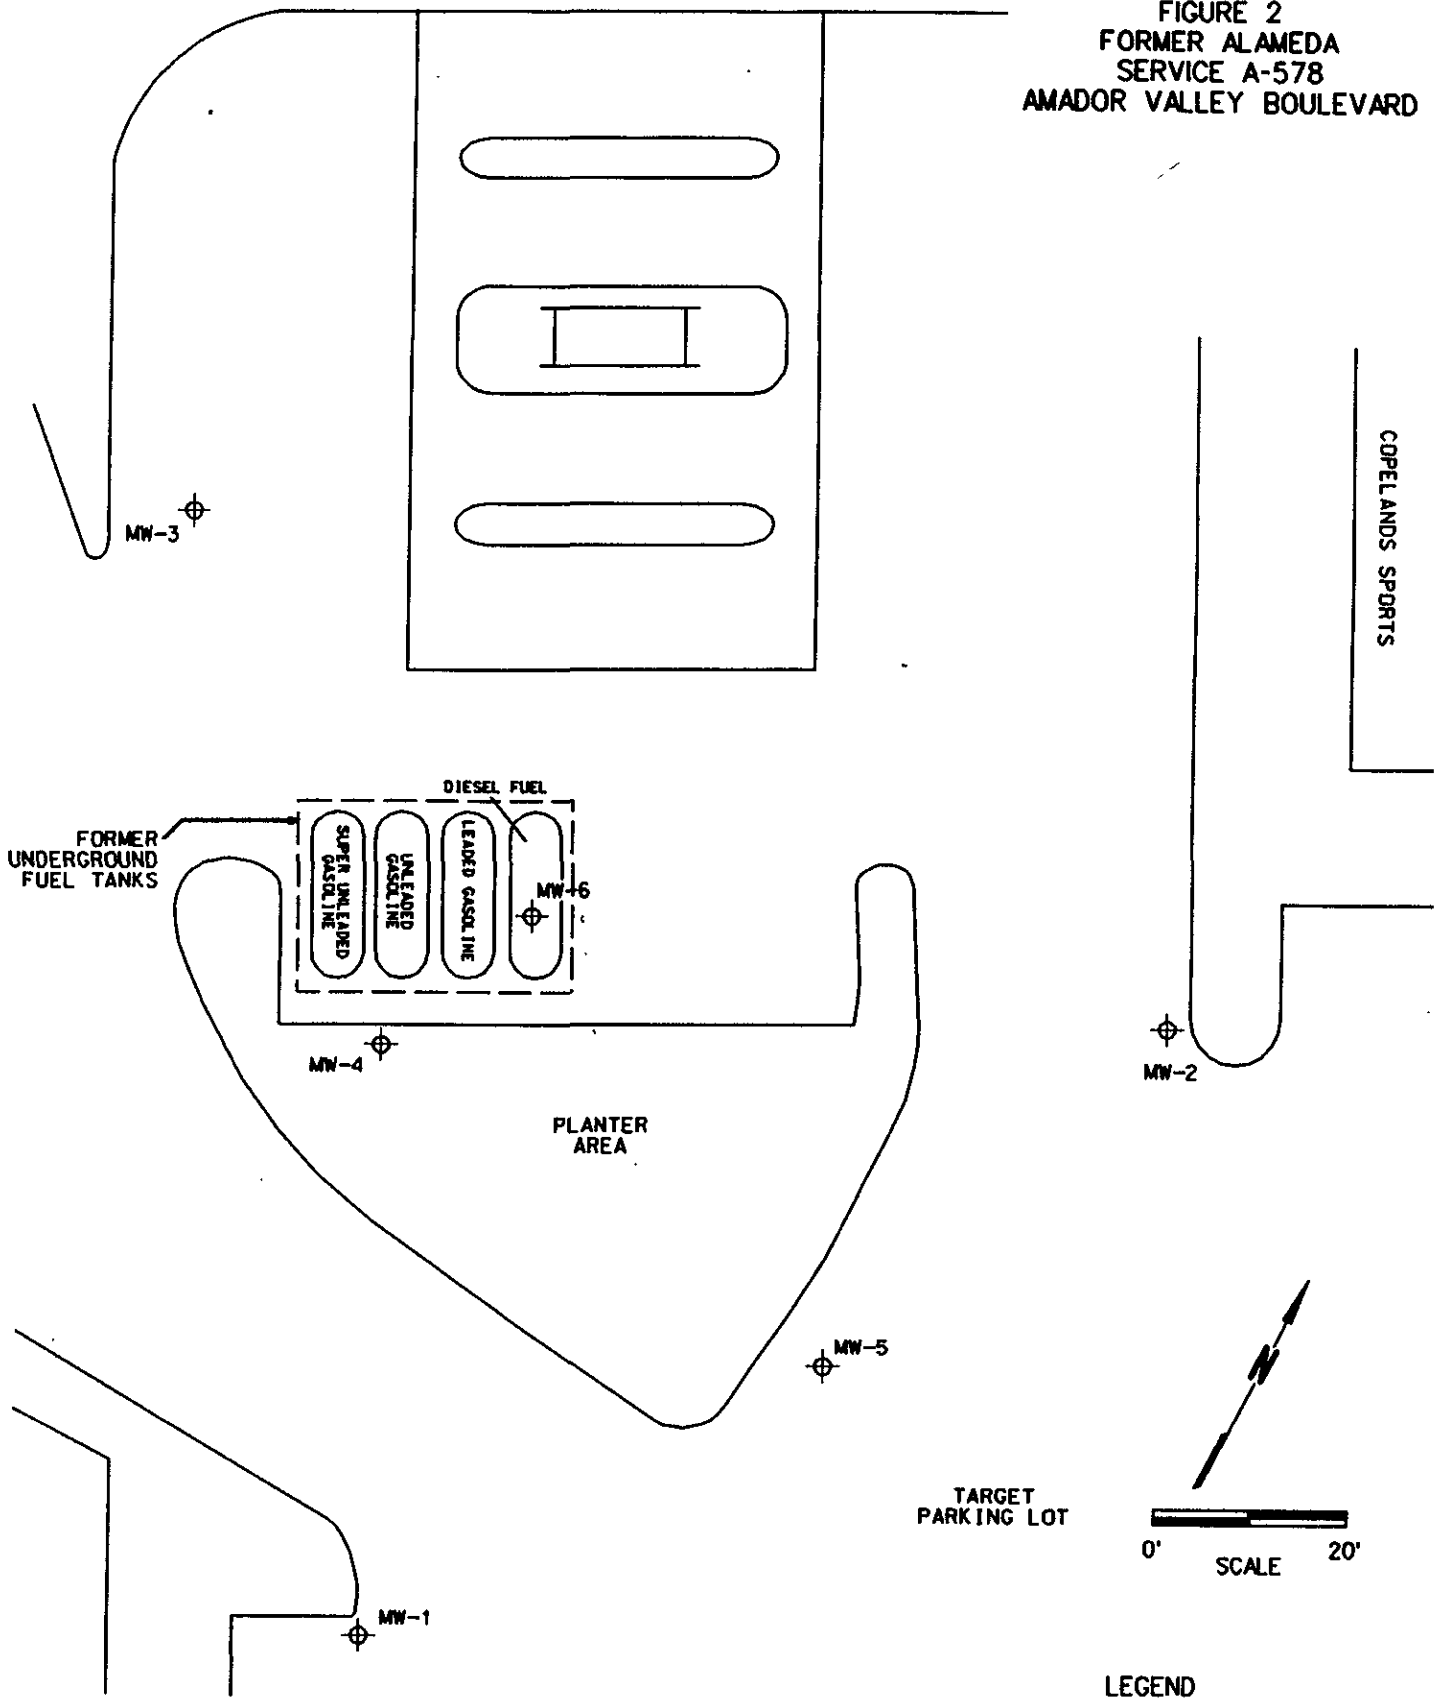 FIGURE 2
FORMER ALAMEDA
SERVICE A-578
AMADOR VALLEY BOULEVARD
COPELANDS SPORTS
MW-3
DIESEL FUEL
FORMER
UNDERGROUND
FUEL TANKS
SUPER UNLEADED
GASOLINE
UNLEADED
GASOLINE
LEADED GASOLINE
MW-6
MW-4
MW-2
PLANTER
AREA
MW-5
N
TARGET
PARKING LOT
0' 20'
SCALE
MW-1
LEGEND